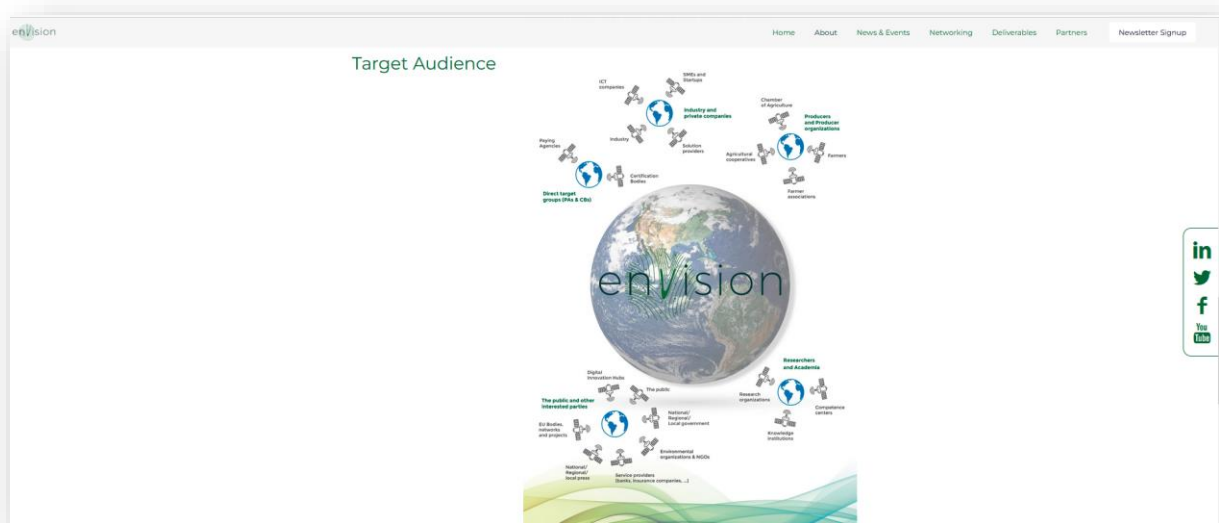 enVision
Home About News & Events Networking Deliverables Partners Newsletter Signup
Target Audience
SMEs and
Startups
ICT
companies
Industry and
private companies
Industry
Solution
providers
Chamber
of Agriculture
Producers
and Producer
organizations
Agricultural
cooperatives
Farmers
Farmer
associations
Paying
Agencies
Certification
Bodies
Direct target
groups (PAs & CBs)
enVision
Researchers
and Academia
Research
organizations
Competence
centers
Knowledge
Institutions
Digital
Innovation Hubs
The public
The public and other
interested parties
National/
Regional/
Local government
EU Bodies,
networks
and projects
Environmental
organizations & NGOs
National/
Regional/
local press
Service providers
(banks, insurance companies, ...)
in
f
You
Tube